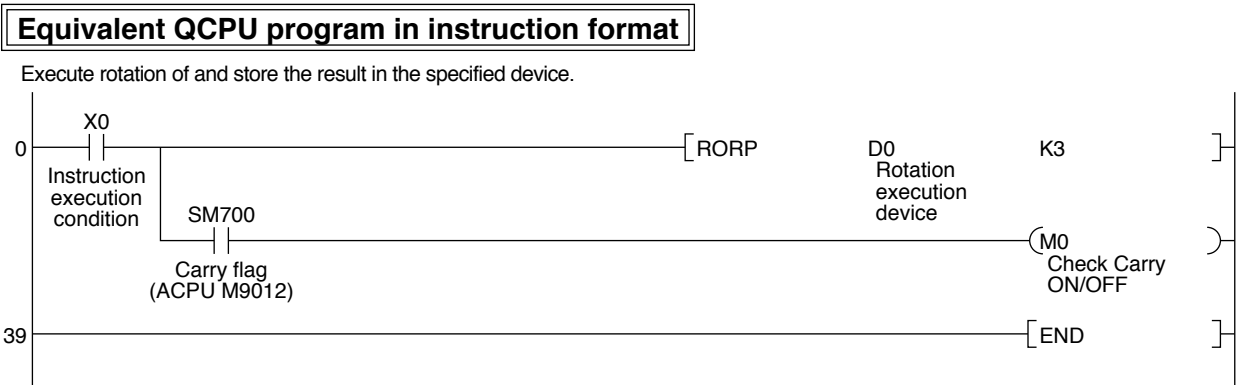 Equivalent QCPU program in instruction format
Execute rotation of and store the result in the specified device.
X0
0
RORP D0 K3
Instruction
execution
condition
Rotation
execution
device
SM700
M0
Carry flag
(ACPU M9012)
Check Carry
ON/OFF
39
END